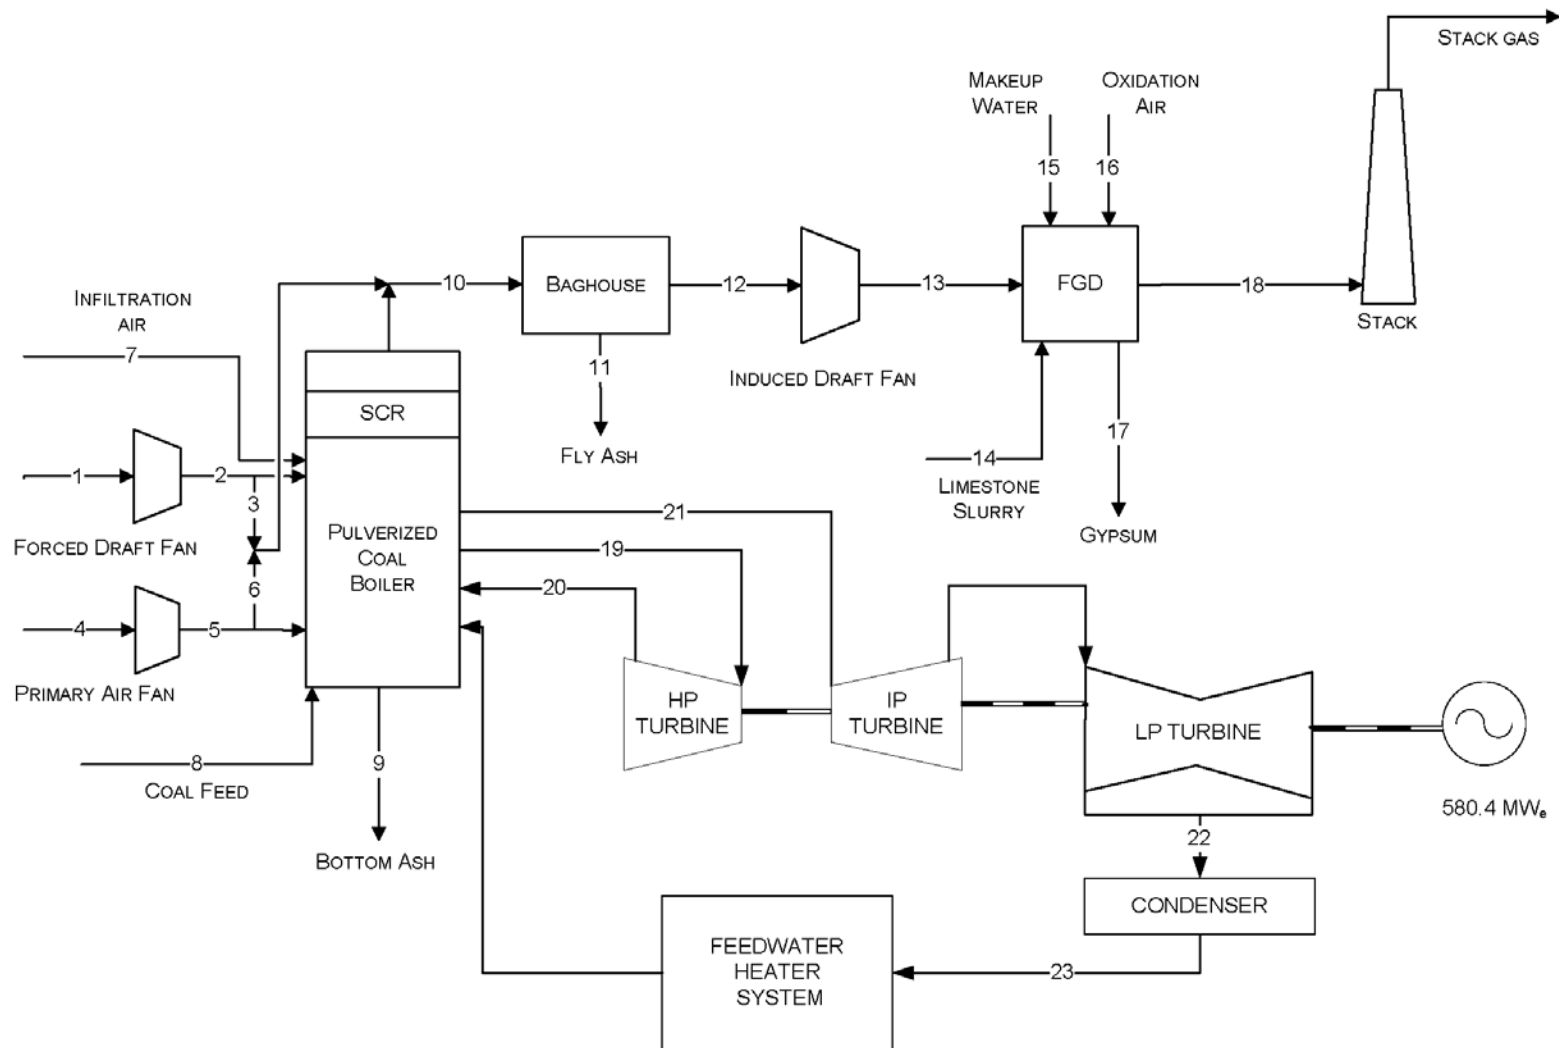 STACK GAS
MAKEUP
WATER
OXIDATION
AIR
15
16
10
BAGHOUSE
12
13
FGD
18
INFILTRATION
AIR
7
STACK
11
INDUCED DRAFT FAN
SCR
FLY ASH
17
14
LIMESTONE
SLURRY
1
2
3
GYPSUM
FORCED DRAFT FAN
PULVERIZED
COAL
BOILER
21
19
20
6
4
5
PRIMARY AIR FAN
HP
TURBINE
IP
TURBINE
LP TURBINE
8
COAL FEED
9
580.4 MWe
BOTTOM ASH
22
CONDENSER
FEEDWATER
HEATER
SYSTEM
23